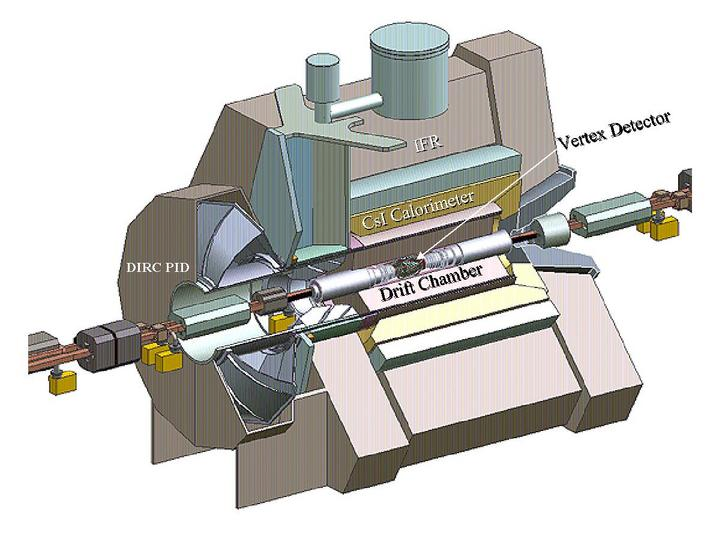 IFR
Vertex Detector
CsI Calorimeter
DIRC PID
Drift Chamber